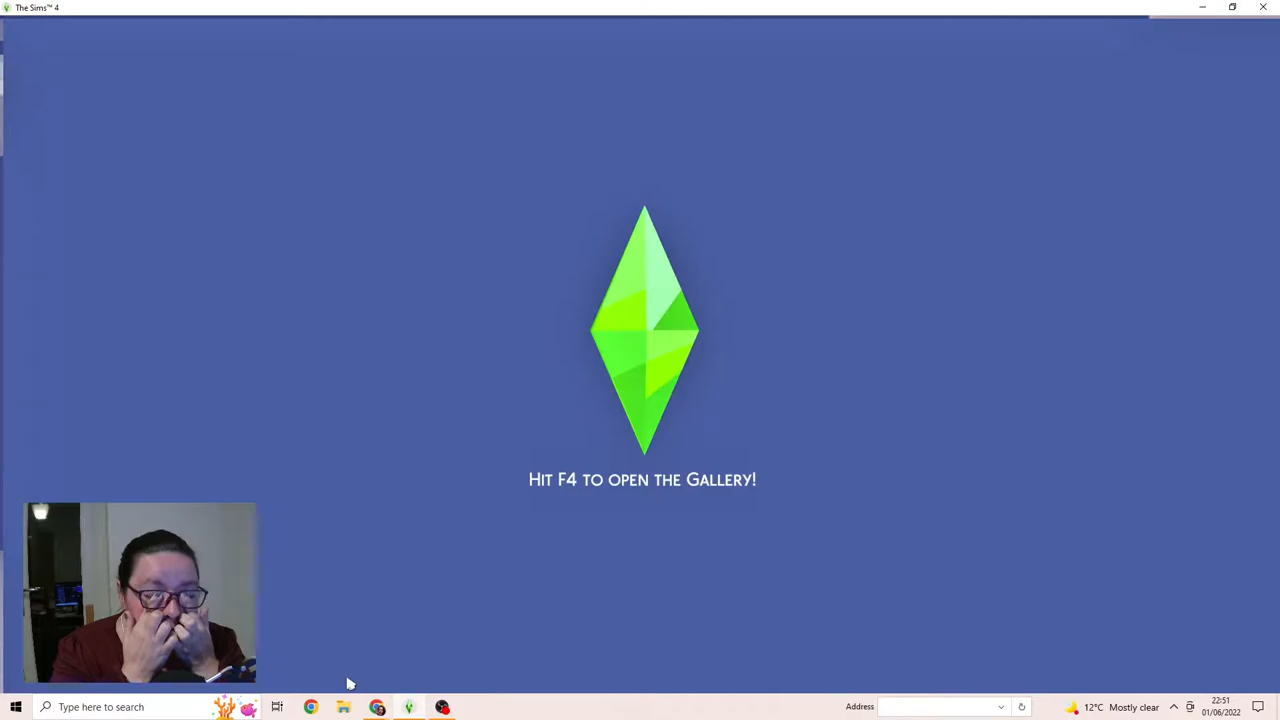 The Sims™ 4
HIT F4 TO OPEN THE GALLERY!
Type here to search
Address
12°C Mostly clear
22:51
01/06/2022